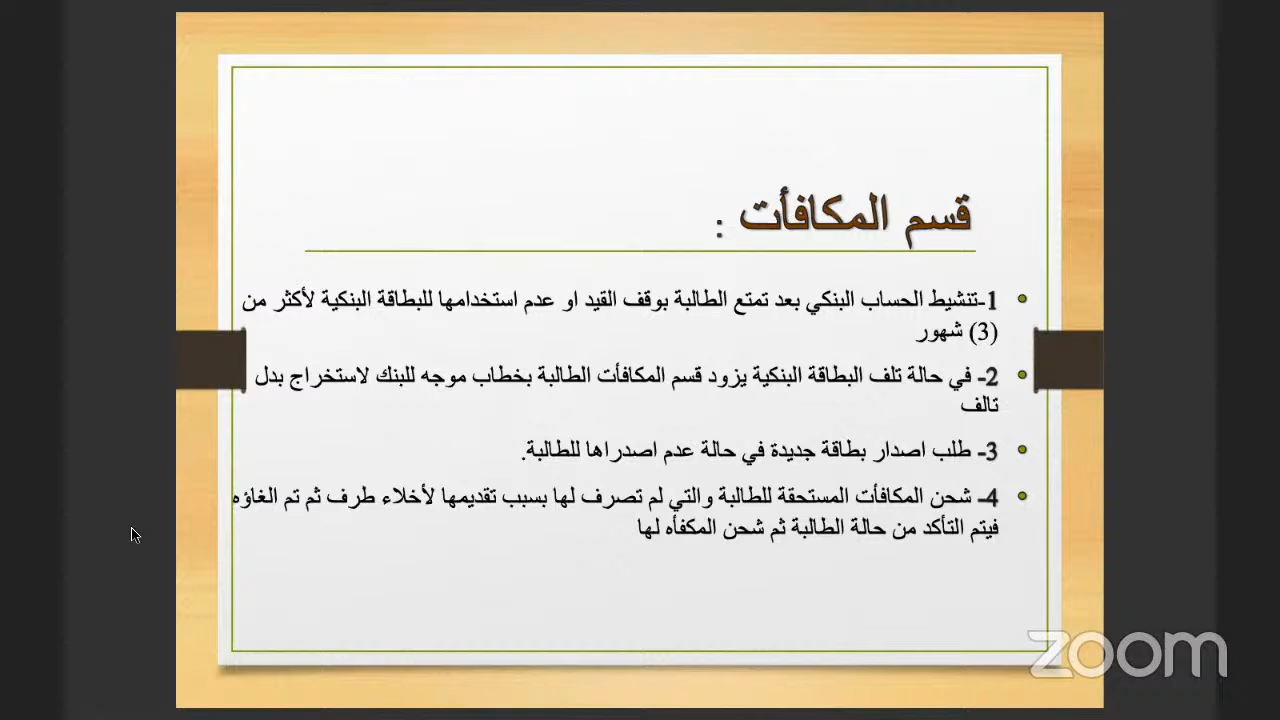 قسم المكافأت :
1-تنشيط الحساب البنكي بعد تمتع الطالبة بوقف القيد او عدم استخدامها للبطاقة البنكية لأكثر من
(3) شهور
2- في حالة تلف البطاقة البنكية يزود قسم المكافأت الطالبة بخطاب موجه للبنك لاستخراج بدل
تالف
3- طلب اصدار بطاقة جديدة في حالة عدم اصدراها للطالبة.
4- شحن المكافأت المستحقة للطالبة والتي لم تصرف لها بسبب تقديمها لأخلاء طرف ثم تم الغاؤه
فيتم التأكد من حالة الطالبة ثم شحن المكفأه لها
zoom